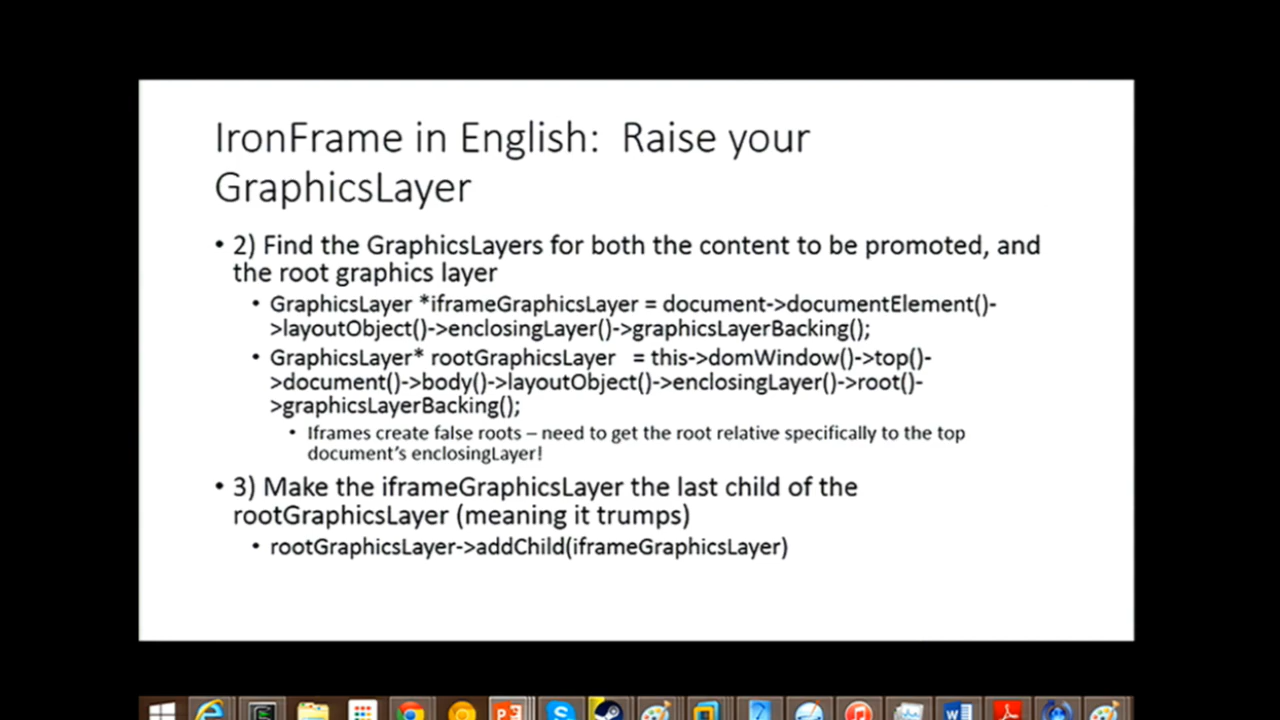 IronFrame in English: Raise your
GraphicsLayer
• 2) Find the GraphicsLayers for both the content to be promoted, and
the root graphics layer
• GraphicsLayer *iframeGraphicsLayer = document->documentElement()-
>layoutObject()->enclosingLayer()->graphicsLayerBacking();
• GraphicsLayer* rootGraphicsLayer = this->domWindow()->top()-
>document()->body()->layoutObject()->enclosingLayer()->root()-
>graphicsLayerBacking();
• Iframes create false roots – need to get the root relative specifically to the top
document's enclosingLayer!
• 3) Make the iframeGraphicsLayer the last child of the
rootGraphicsLayer (meaning it trumps)
• rootGraphicsLayer->addChild(iframeGraphicsLayer)